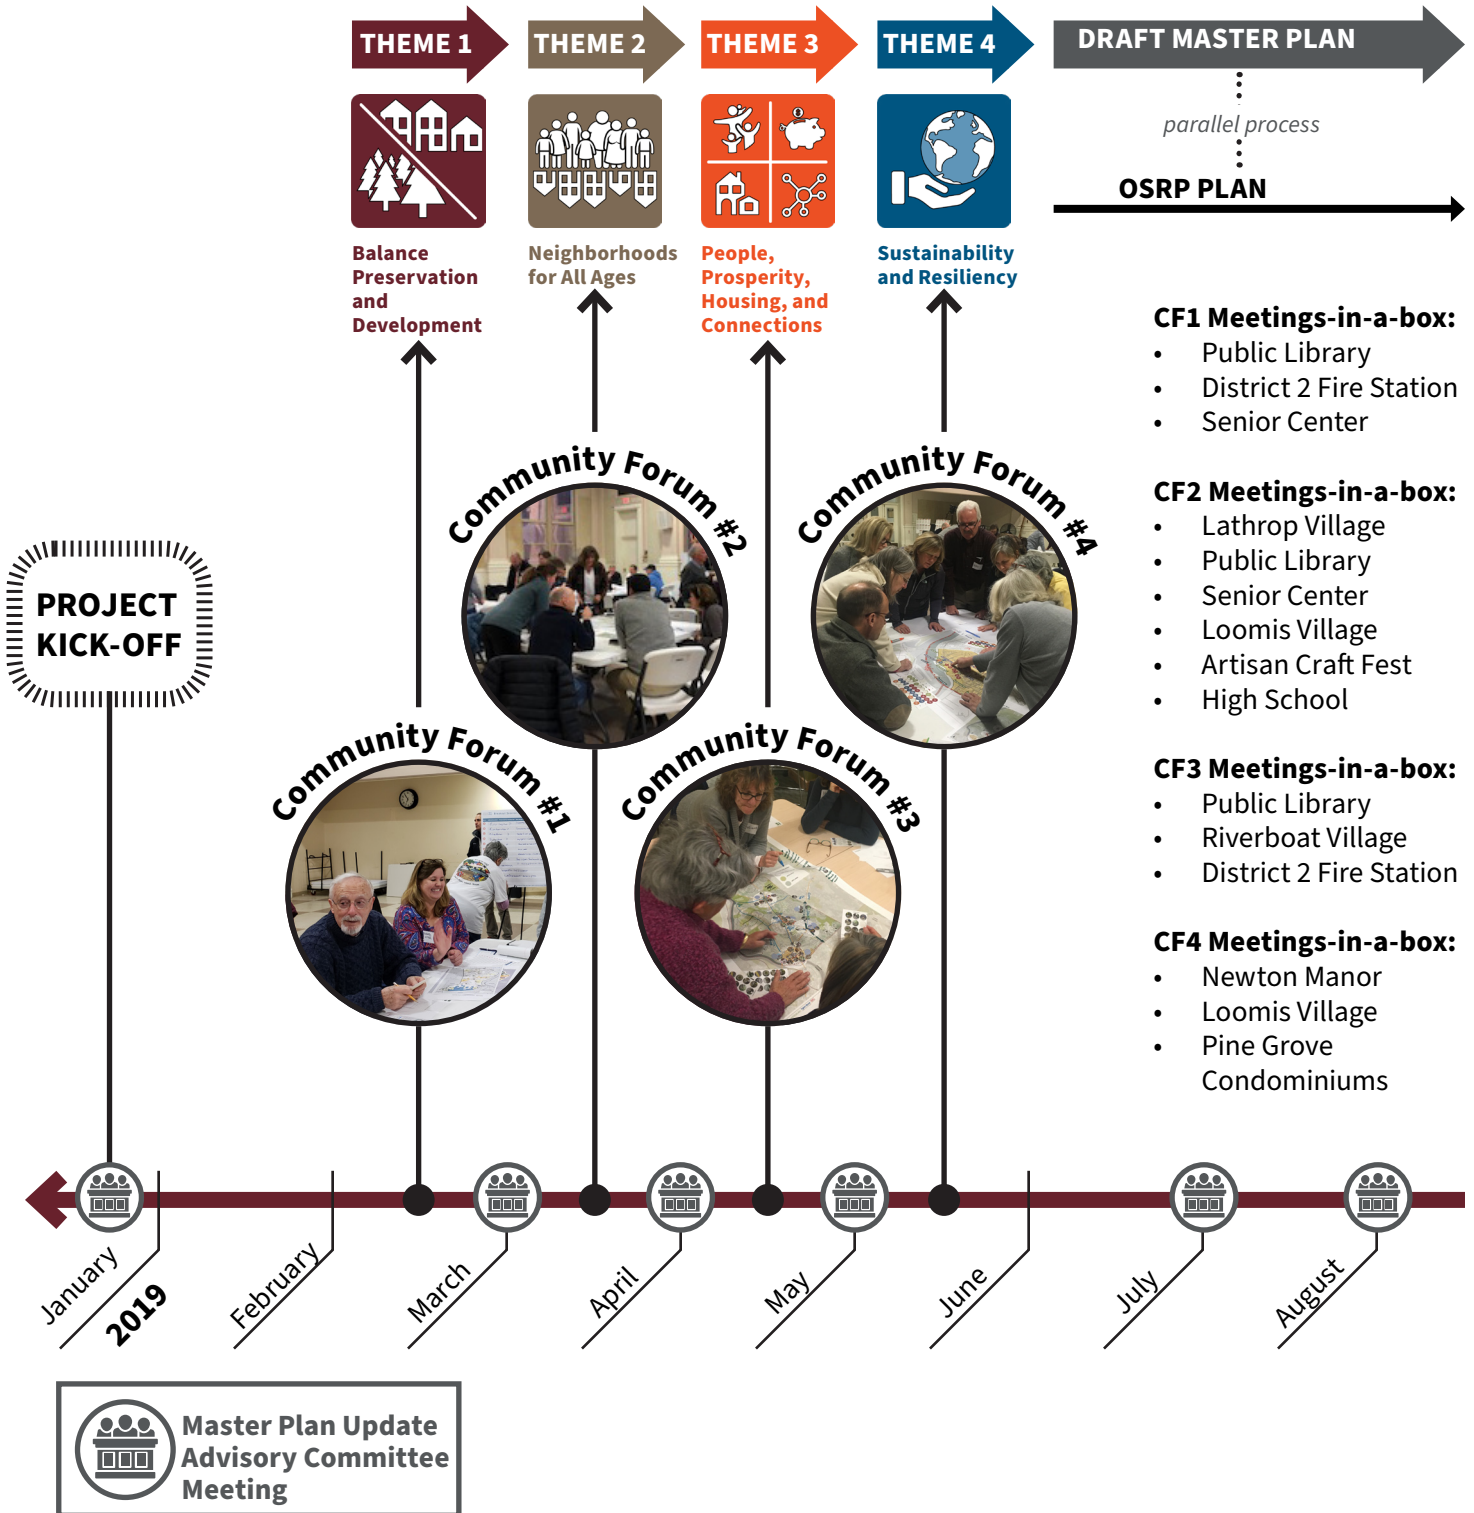 THEME 1
THEME 2
THEME 3
THEME 4
DRAFT MASTER PLAN
parallel process
OSRP PLAN
Balance
Preservation
and
Development
Neighborhoods
for All Ages
People,
Prosperity,
Housing, and
Connections
Sustainability
and Resiliency
CF1 Meetings-in-a-box:
• Public Library
• District 2 Fire Station
• Senior Center
CF2 Meetings-in-a-box:
• Lathrop Village
• Public Library
• Senior Center
• Loomis Village
• Artisan Craft Fest
• High School
CF3 Meetings-in-a-box:
• Public Library
• Riverboat Village
• District 2 Fire Station
CF4 Meetings-in-a-box:
• Newton Manor
• Loomis Village
• Pine Grove
Condominiums
PROJECT
KICK-OFF
Community Forum #1
Community Forum #2
Community Forum #3
Community Forum #4
January
2019
February
March
April
May
June
July
August
Master Plan Update
Advisory Committee
Meeting